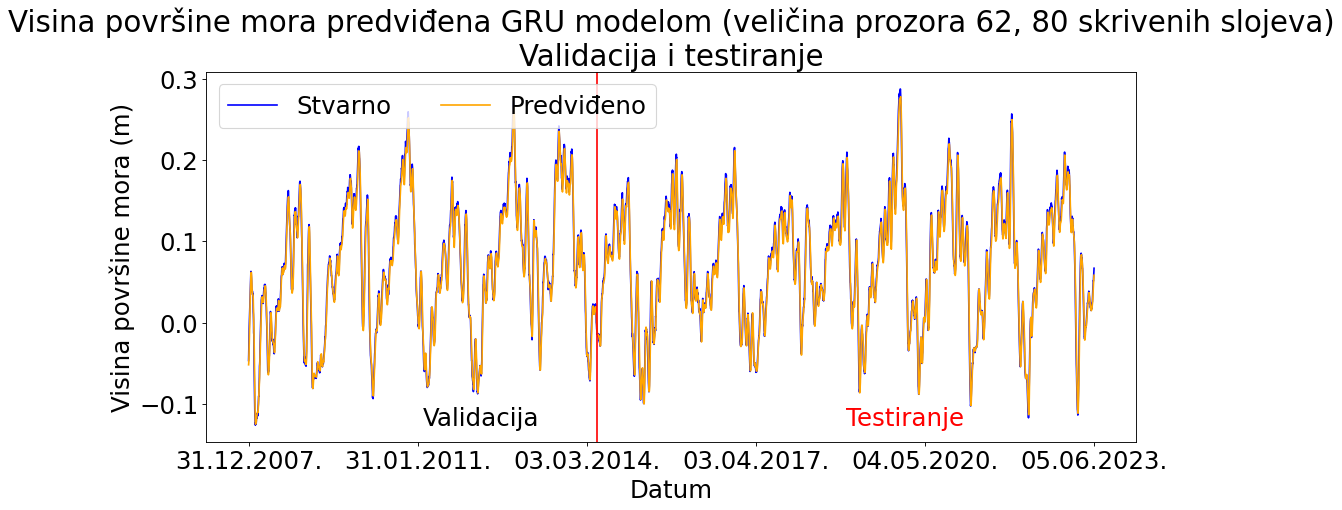 Visina površine mora predviđena GRU modelom (veličina prozora 62, 80 skrivenih slojeva)
Validacija i testiranje
Stvarno
Predviđeno
Visina površine mora (m)
0.3
0.2
0.1
0.0
−0.1
Validacija
Testiranje
31.12.2007.
31.01.2011.
03.03.2014.
03.04.2017.
04.05.2020.
05.06.2023.
Datum